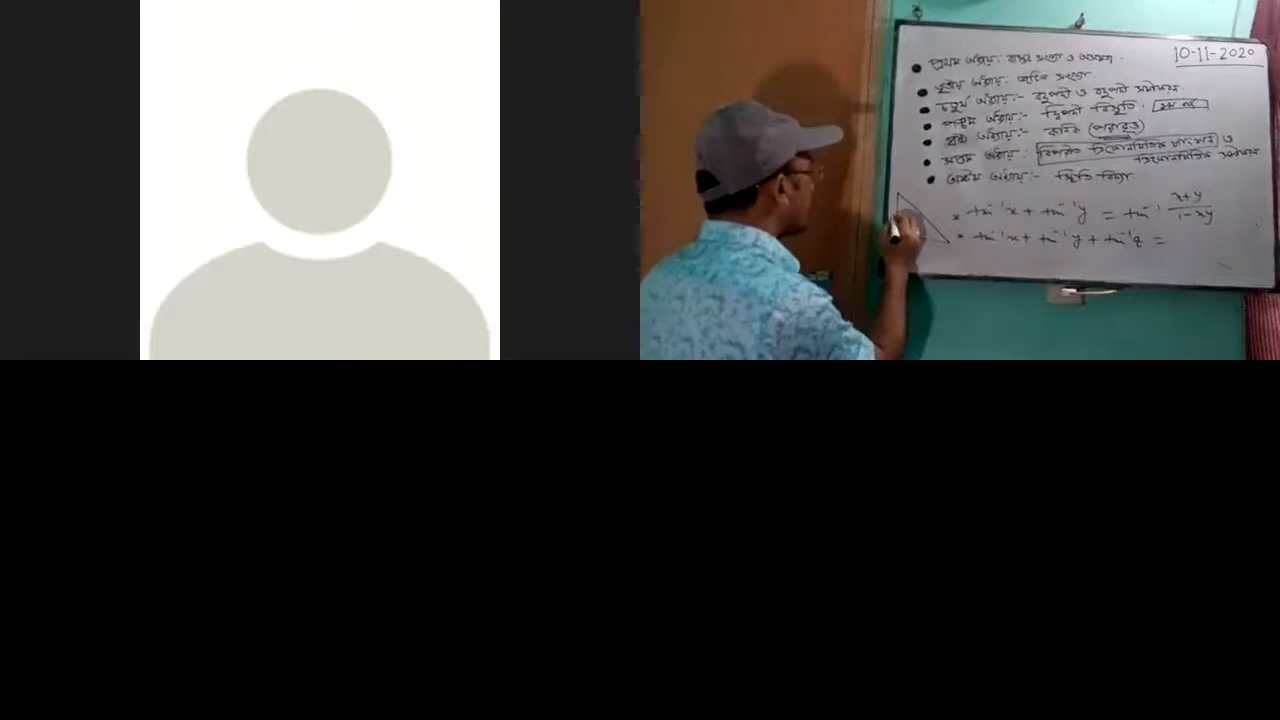 10-11-2020
প্রথম অধ্যায়: বাস্তব সংখ্যা ও অসমতা
তৃতীয় অধ্যায়: জটিল সংখ্যা
চতুর্থ অধ্যায়:- বহুপদী ও বহুপদী সমীকরণ
পঞ্চম অধ্যায়:- দ্বিপদী বিস্তৃতি
ষষ্ঠ অধ্যায়:- কনিক (পরাবৃত্ত)
সপ্তম অধ্যায়: বিপরীত ত্রিকোণমিতিক ফাংশন ও
ত্রিকোণমিতিক সমীকরণ
অষ্টম অধ্যায়:- স্থিতি বিদ্যা
* tan⁻¹x + tan⁻¹y = tan⁻¹ (x+y)/(1-xy)
* tan⁻¹x + tan⁻¹y + tan⁻¹z =